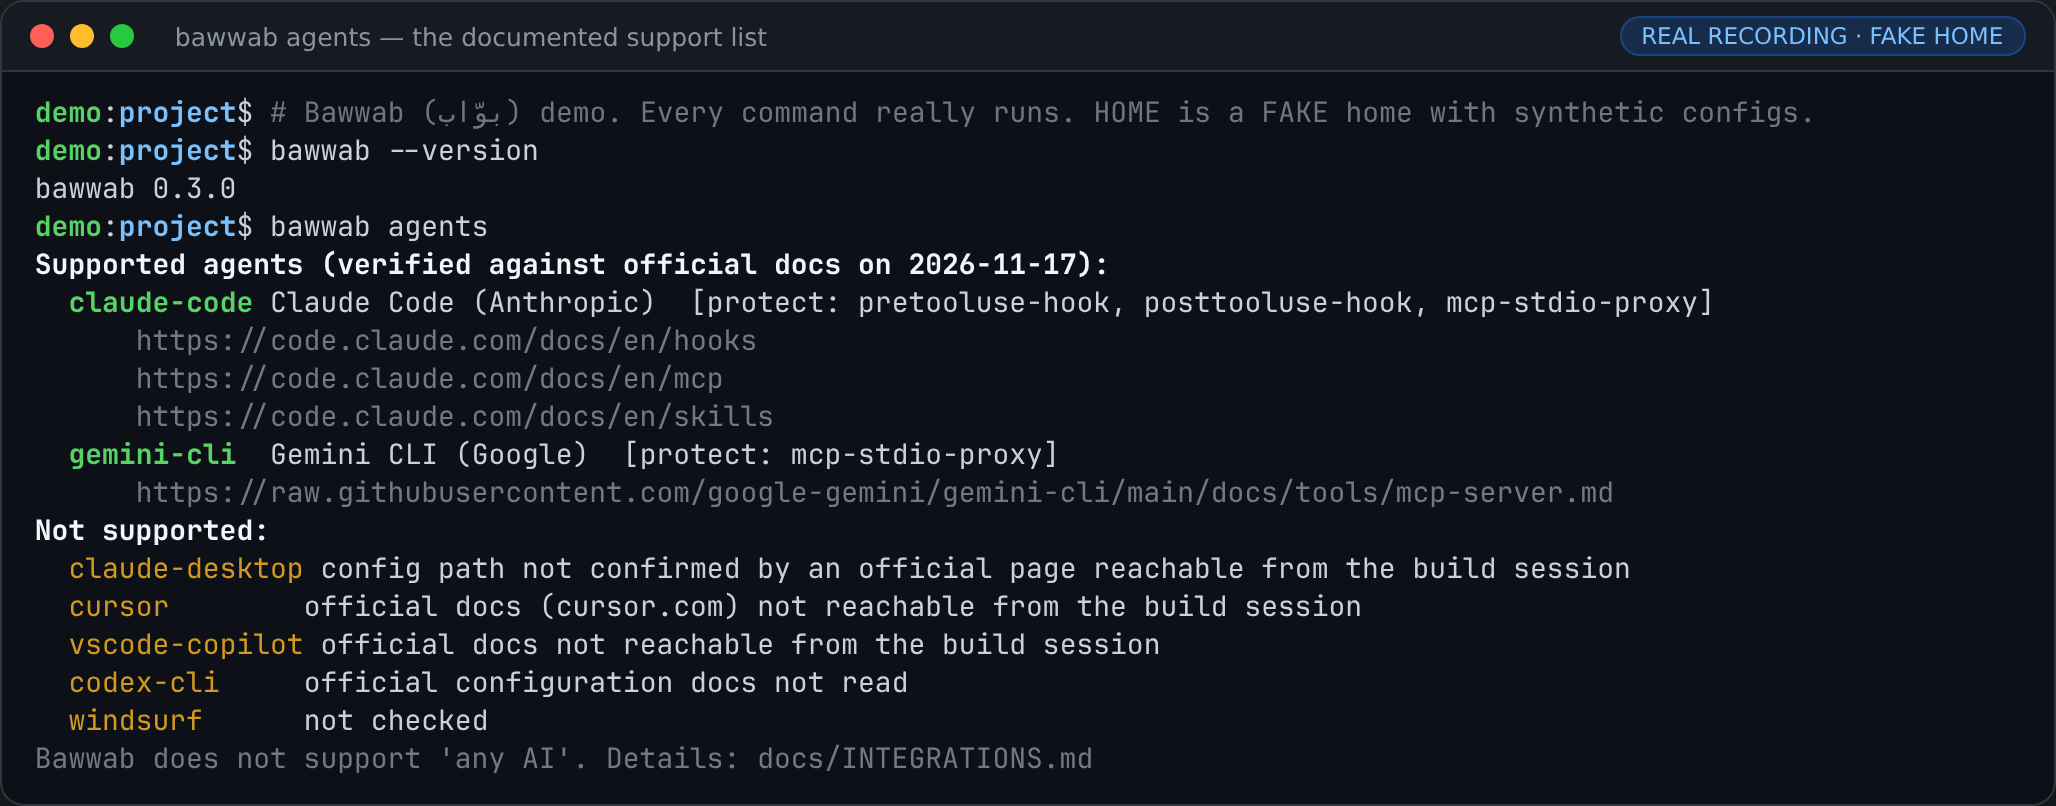 bawwab agents — the documented support list
REAL RECORDING · FAKE HOME
demo:project$ # Bawwab (بوّاب) demo. Every command really runs. HOME is a FAKE home with synthetic configs.
demo:project$ bawwab --version
bawwab 0.3.0
demo:project$ bawwab agents
Supported agents (verified against official docs on 2026-11-17):
claude-code Claude Code (Anthropic) [protect: pretooluse-hook, posttooluse-hook, mcp-stdio-proxy]
https://code.claude.com/docs/en/hooks
https://code.claude.com/docs/en/mcp
https://code.claude.com/docs/en/skills
gemini-cli Gemini CLI (Google) [protect: mcp-stdio-proxy]
https://raw.githubusercontent.com/google-gemini/gemini-cli/main/docs/tools/mcp-server.md
Not supported:
claude-desktop config path not confirmed by an official page reachable from the build session
cursor official docs (cursor.com) not reachable from the build session
vscode-copilot official docs not reachable from the build session
codex-cli official configuration docs not read
windsurf not checked
Bawwab does not support 'any AI'. Details: docs/INTEGRATIONS.md